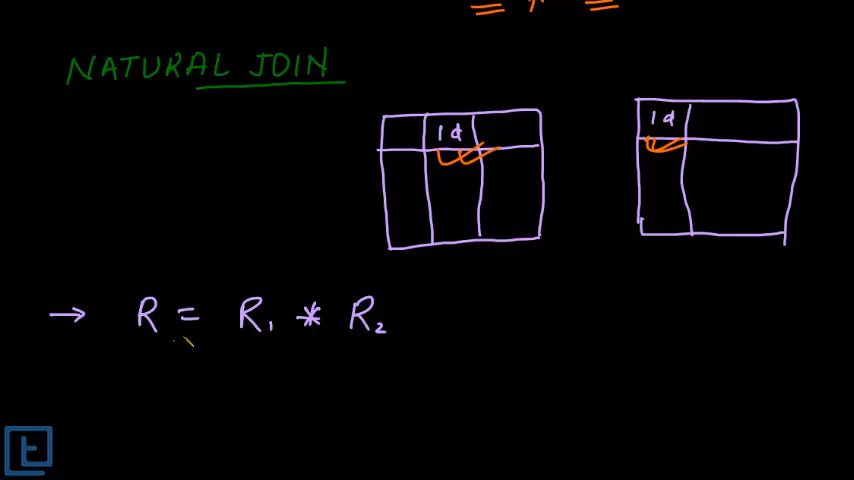 NATURAL JOIN
Id
Id
→ R = R₁ * R₂
t